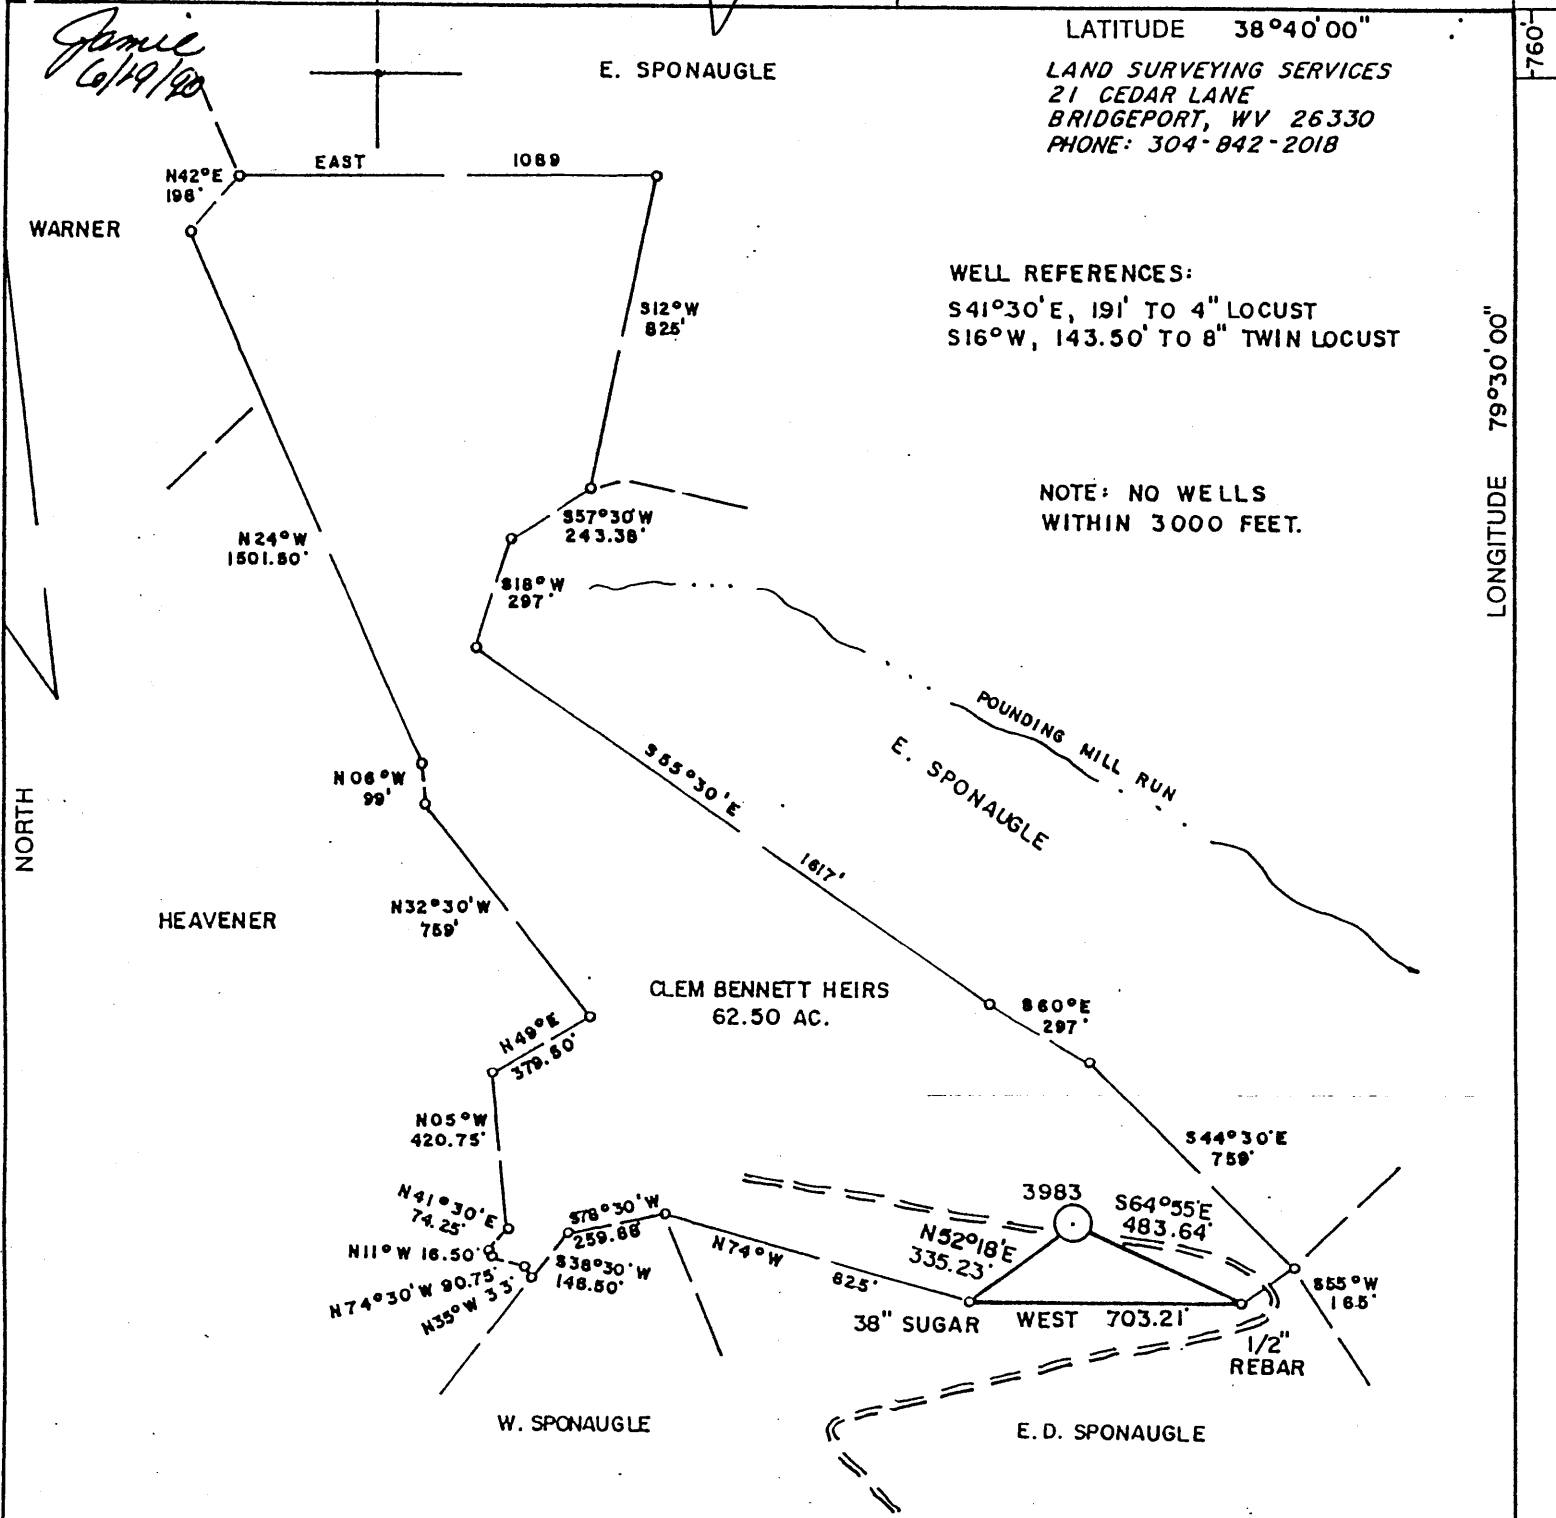 Jamie
6/19/90
E. SPONAUGLE
LATITUDE 38°40'00"
LAND SURVEYING SERVICES
21 CEDAR LANE
BRIDGEPORT, WV 26330
PHONE: 304-842-2018
760'
N42°E
198'
EAST 1089
WARNER
S12°W
825'
WELL REFERENCES:
S41°30'E, 191' TO 4" LOCUST
S16°W, 143.50' TO 8" TWIN LOCUST
LONGITUDE 79°30'00"
NOTE: NO WELLS
WITHIN 3000 FEET.
S57°30'W
243.38'
N24°W
1501.50'
S18°W
297'
POUNDING MILL RUN
E. SPONAUGLE
S55°30'E
1617'
N06°W
99'
NORTH
N32°30'W
759'
HEAVENER
CLEM BENNETT HEIRS
62.50 AC.
S60°E
297'
N49°E
379.50'
N05°W
420.75'
S44°30'E
759'
N41°30'E
74.25'
S78°30'W
259.88'
3983
S64°55'E
483.64'
N52°18'E
335.23'
N11°W 16.50'
N74°W
825'
S38°30'W
148.50'
N74°30'W 90.75'
N35°W 33'
S55°W
165'
38" SUGAR
WEST 703.21'
1/2"
REBAR
W. SPONAUGLE
E.D. SPONAUGLE